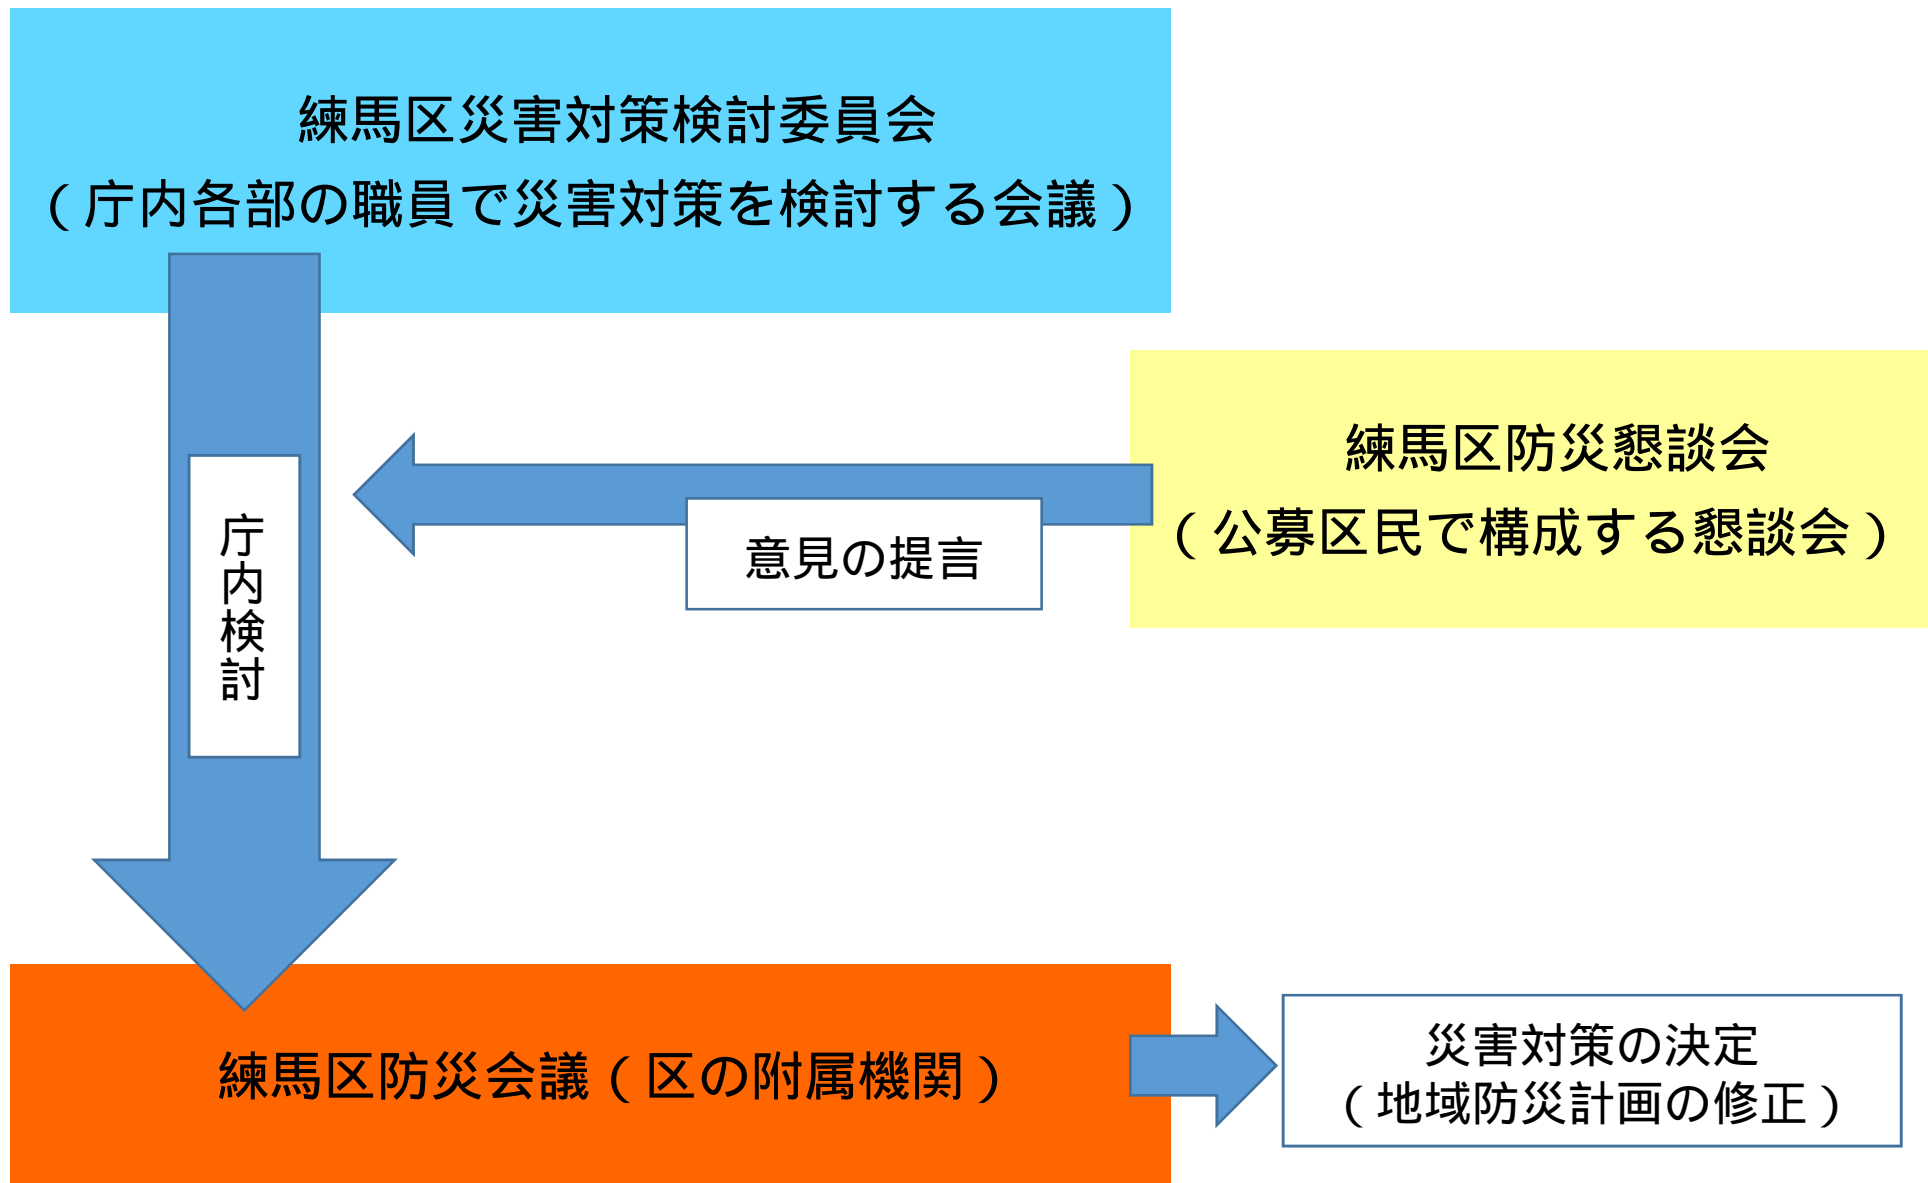 練馬区災害対策検討委員会
（庁内各部の職員で災害対策を検討する会議）
練馬区防災懇談会
（公募区民で構成する懇談会）
意見の提言
庁内検討
練馬区防災会議（区の附属機関）
災害対策の決定
（地域防災計画の修正）